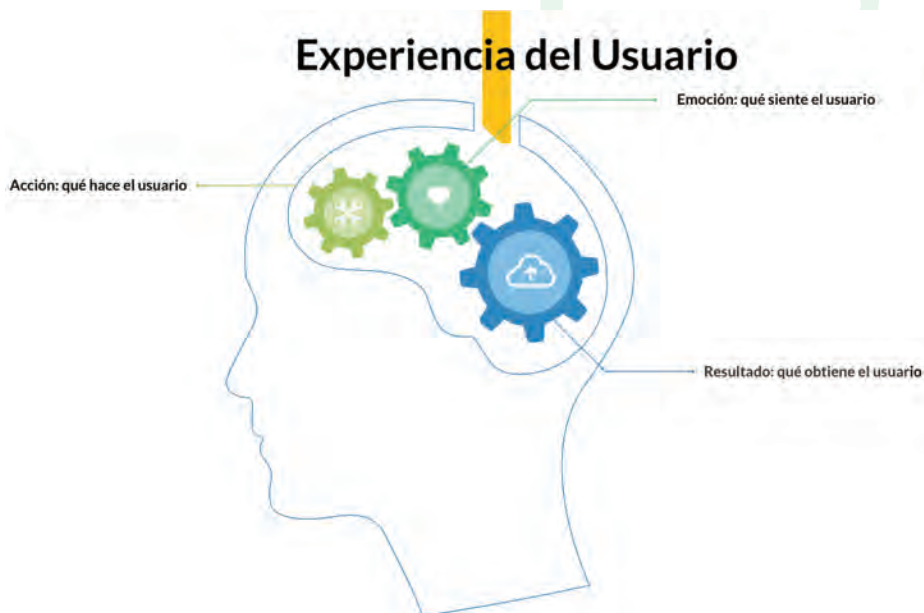 Experiencia del Usuario
Emoción: qué siente el usuario
Acción: qué hace el usuario
Resultado: qué obtiene el usuario